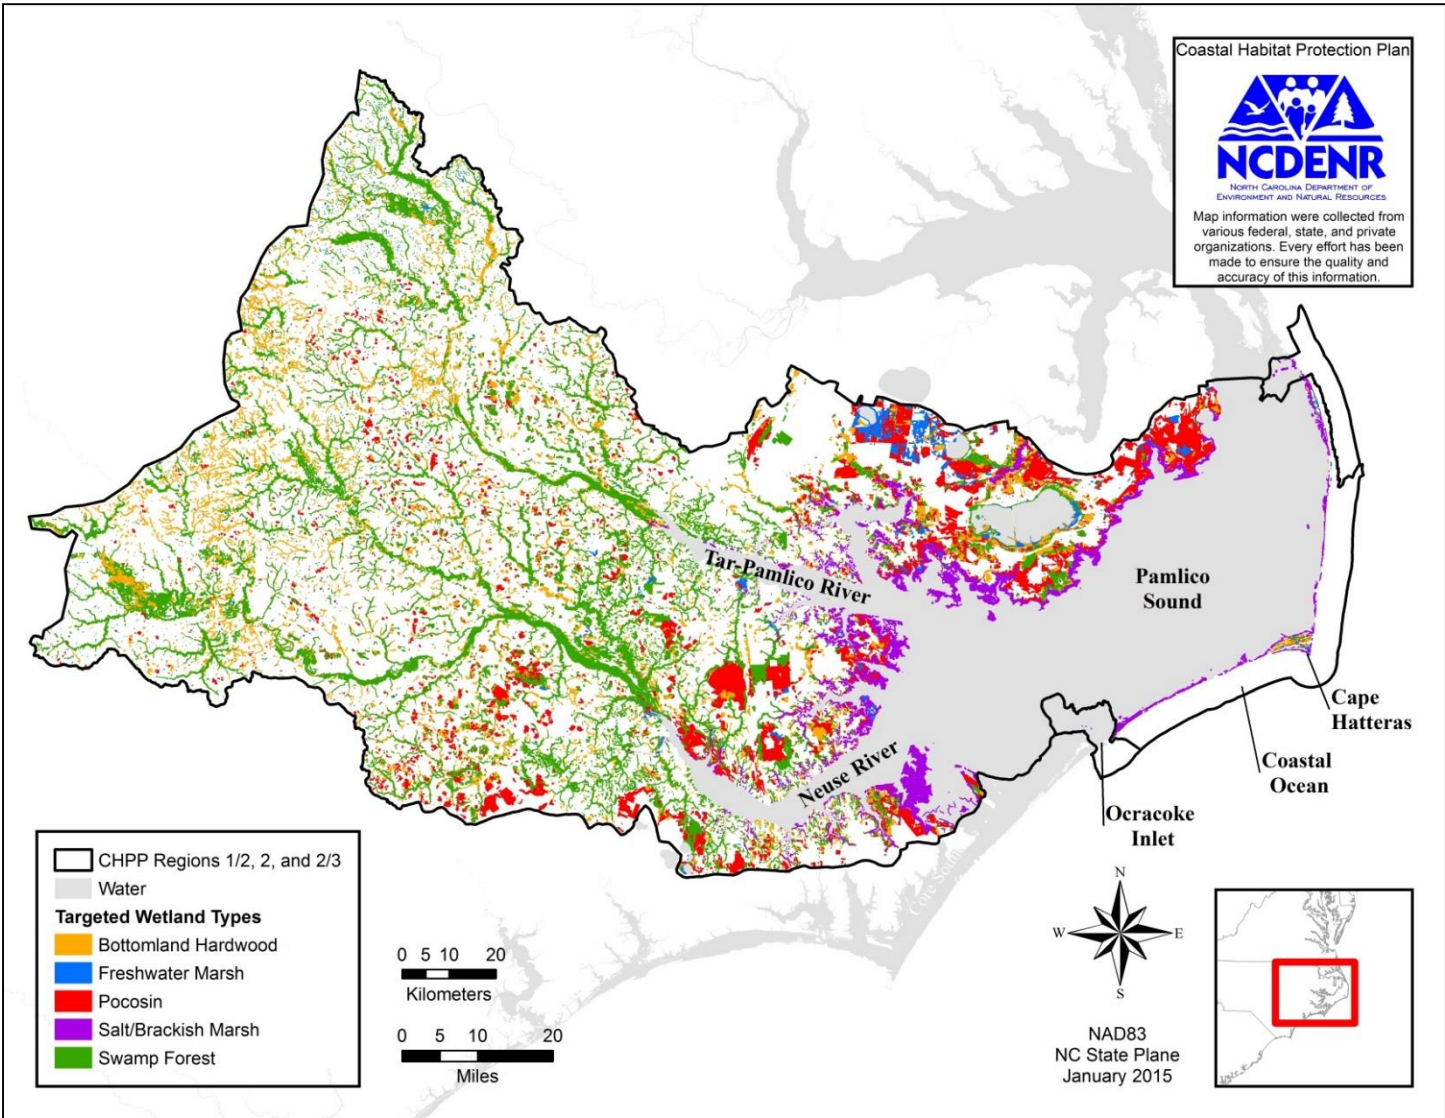 Coastal Habitat Protection Plan
NCDENR
NORTH CAROLINA DEPARTMENT OF
ENVIRONMENT AND NATURAL RESOURCES
Map information were collected from
various federal, state, and private
organizations. Every effort has been
made to ensure the quality and
accuracy of this information.
Tar-Pamlico River
Pamlico
Sound
Neuse River
Cape
Hatteras
Coastal
Ocean
Ocracoke
Inlet
Core Sound
CHPP Regions 1/2, 2, and 2/3
Water
Targeted Wetland Types
Bottomland Hardwood
Freshwater Marsh
Pocosin
Salt/Brackish Marsh
Swamp Forest
0 5 10 20
Kilometers
0 5 10 20
Miles
N
W E
S
NAD83
NC State Plane
January 2015